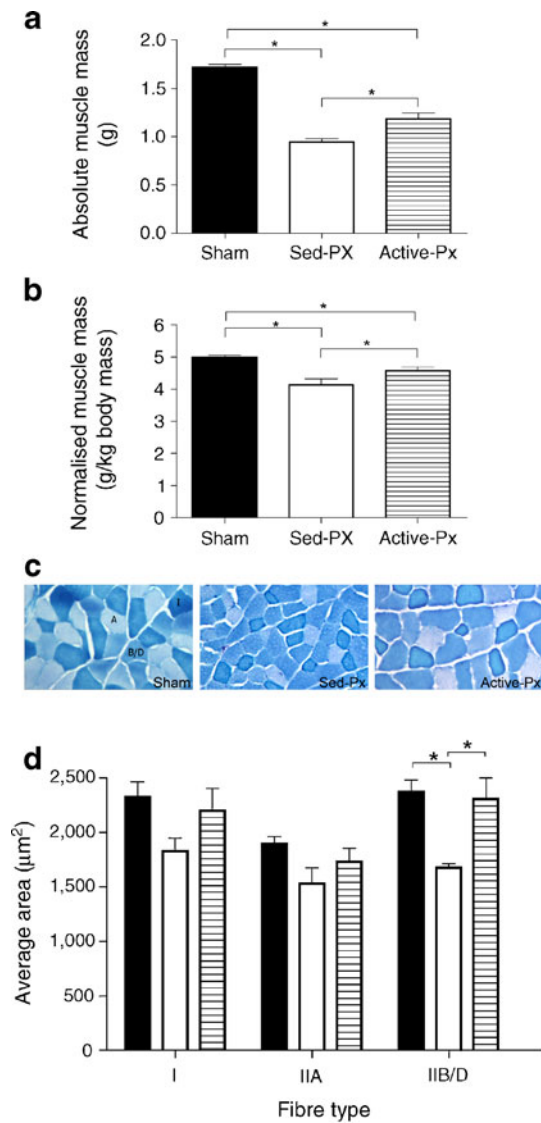 a
* 
*
*
Absolute muscle mass
(g)
2.0
1.5
1.0
0.5
0.0
Sham Sed-PX Active-Px
b
*
*
*
Normalised muscle mass
(g/kg body mass)
6
5
4
3
2
1
0
Sham Sed-PX Active-Px
c
A
I
B/D
Sham Sed-Px Active-Px
d
* *
Average area (μm²)
2,500
2,000
1,500
1,000
500
0
I IIA IIB/D
Fibre type